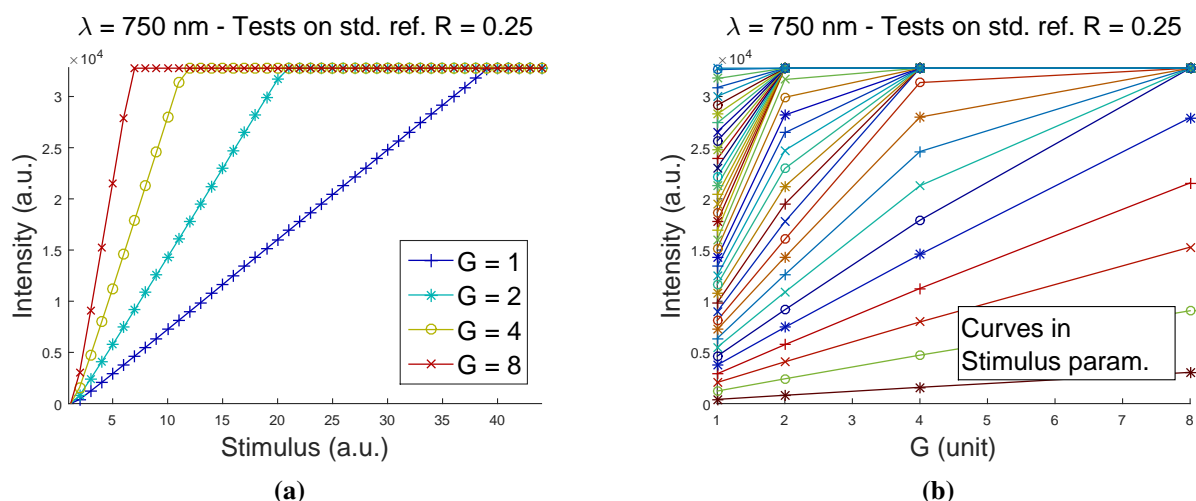 λ = 750 nm - Tests on std. ref. R = 0.25
×10⁴
3
2.5
2
1.5
1
0.5
0
5 10 15 20 25 30 35 40
Intensity (a.u.)
Stimulus (a.u.)
G = 1
G = 2
G = 4
G = 8
(a)
λ = 750 nm - Tests on std. ref. R = 0.25
×10⁴
3
2.5
2
1.5
1
0.5
0
1 2 3 4 5 6 7 8
Intensity (a.u.)
G (unit)
Curves in
Stimulus param.
(b)